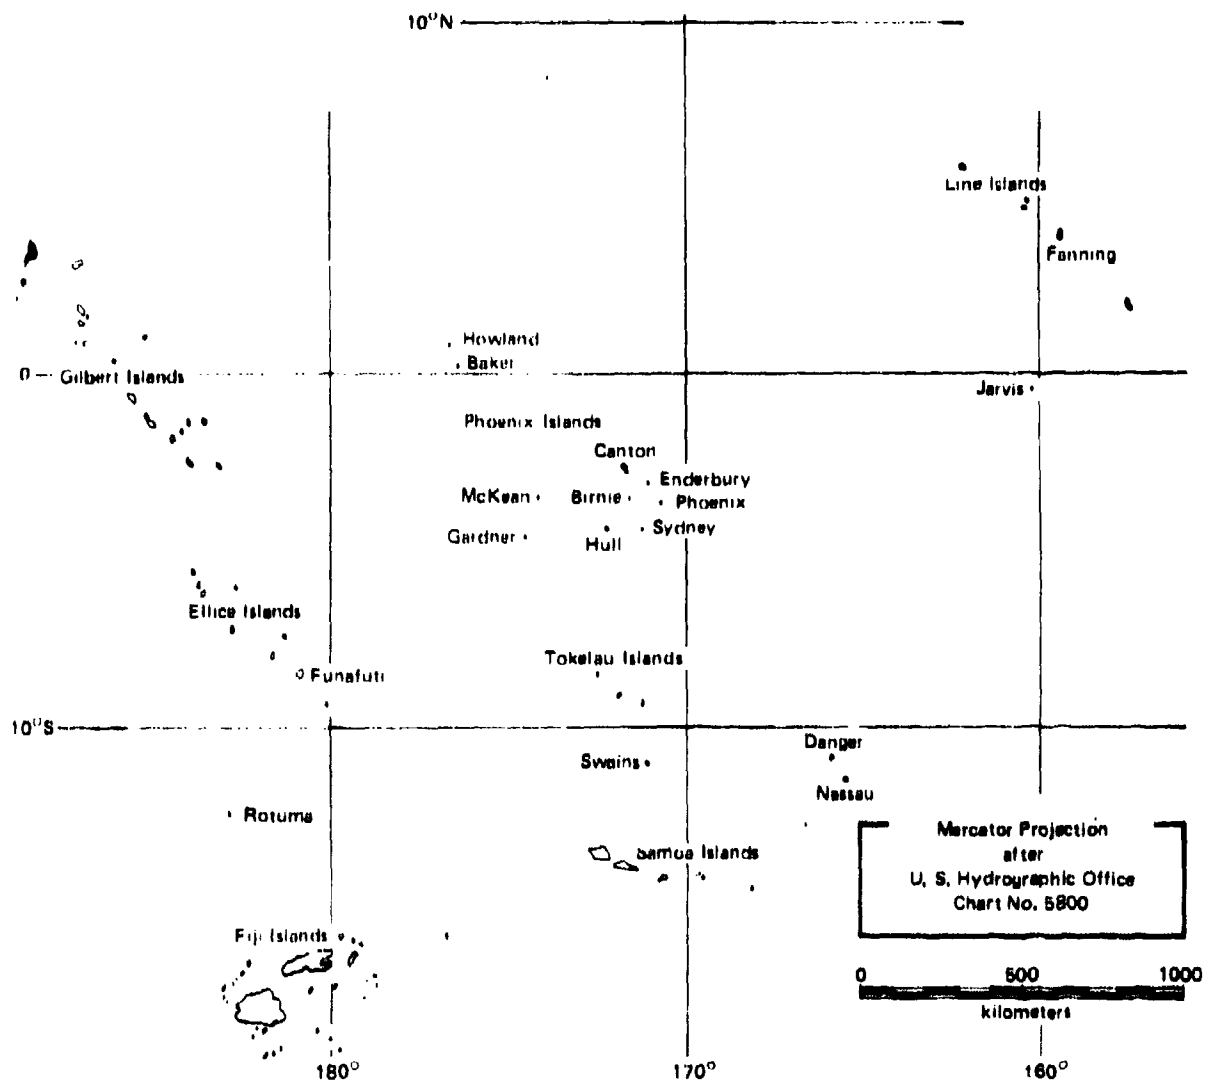 10°N
Line Islands
Fanning
Howland
Baker
0
Gilbert Islands
Jarvis
Phoenix Islands
Canton
Enderbury
McKean
Birnie
Phoenix
Gardner
Hull
Sydney
Ellice Islands
Tokelau Islands
Funafuti
10°S
Danger
Swains
Nassau
Rotuma
Mercator Projection
after
U. S. Hydrographic Office
Chart No. 5800
Samoa Islands
Fiji Islands
0 500 1000
kilometers
180° 170° 160°